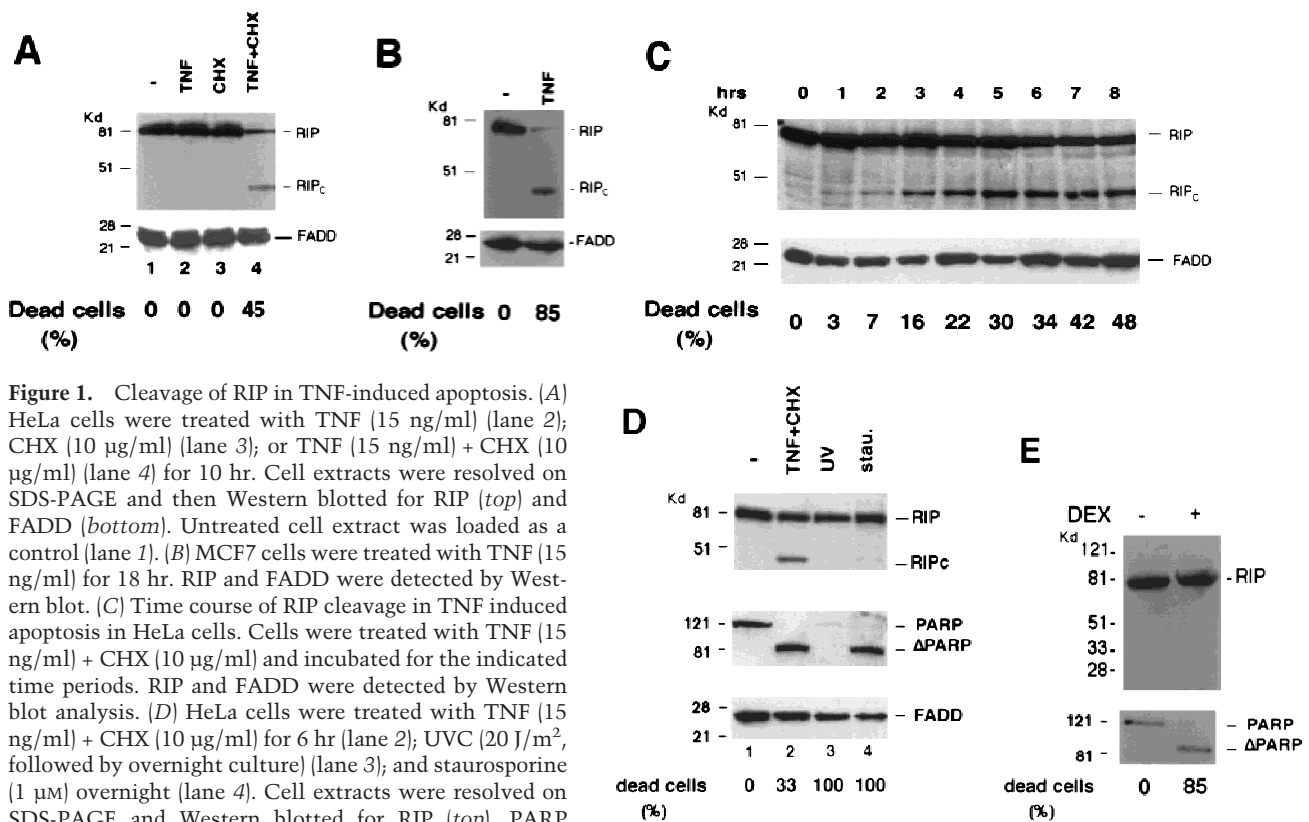 A
- TNF CHX TNF+CHX
Kd
81 – – RIP
51 –
– RIPC
28 –
21 –
– FADD
1 2 3 4
Dead cells 0 0 0 45
(%)
B
- TNF
Kd
81 –
– RIP
51 –
– RIPC
28 –
21 –
-FADD
Dead cells 0 85
(%)
C
hrs 0 1 2 3 4 5 6 7 8
Kd
81 –
– RIP
51 –
– RIPC
28 –
21 –
– FADD
Dead cells 0 3 7 16 22 30 34 42 48
(%)
Figure 1. Cleavage of RIP in TNF-induced apoptosis. (A)
HeLa cells were treated with TNF (15 ng/ml) (lane 2);
CHX (10 µg/ml) (lane 3); or TNF (15 ng/ml) + CHX (10
µg/ml) (lane 4) for 10 hr. Cell extracts were resolved on
SDS-PAGE and then Western blotted for RIP (top) and
FADD (bottom). Untreated cell extract was loaded as a
control (lane 1). (B) MCF7 cells were treated with TNF (15
ng/ml) for 18 hr. RIP and FADD were detected by West-
ern blot. (C) Time course of RIP cleavage in TNF induced
apoptosis in HeLa cells. Cells were treated with TNF (15
ng/ml) + CHX (10 µg/ml) and incubated for the indicated
time periods. RIP and FADD were detected by Western
blot analysis. (D) HeLa cells were treated with TNF (15
ng/ml) + CHX (10 µg/ml) for 6 hr (lane 2); UVC (20 J/m²,
followed by overnight culture) (lane 3); and staurosporine
(1 µM) overnight (lane 4). Cell extracts were resolved on
SDS-PAGE and Western blotted for RIP (top), PARP
D
- TNF+CHX UV stau.
Kd
81 – – RIP
51 –
– RIPc
121 – – PARP
81 – ΔPARP
28 – – FADD
21 –
1 2 3 4
dead cells 0 33 100 100
(%)
E
DEX - +
Kd
121-
81- -RIP
51-
33-
28-
121 - – PARP
81 - – ΔPARP
dead cells 0 85
(%)